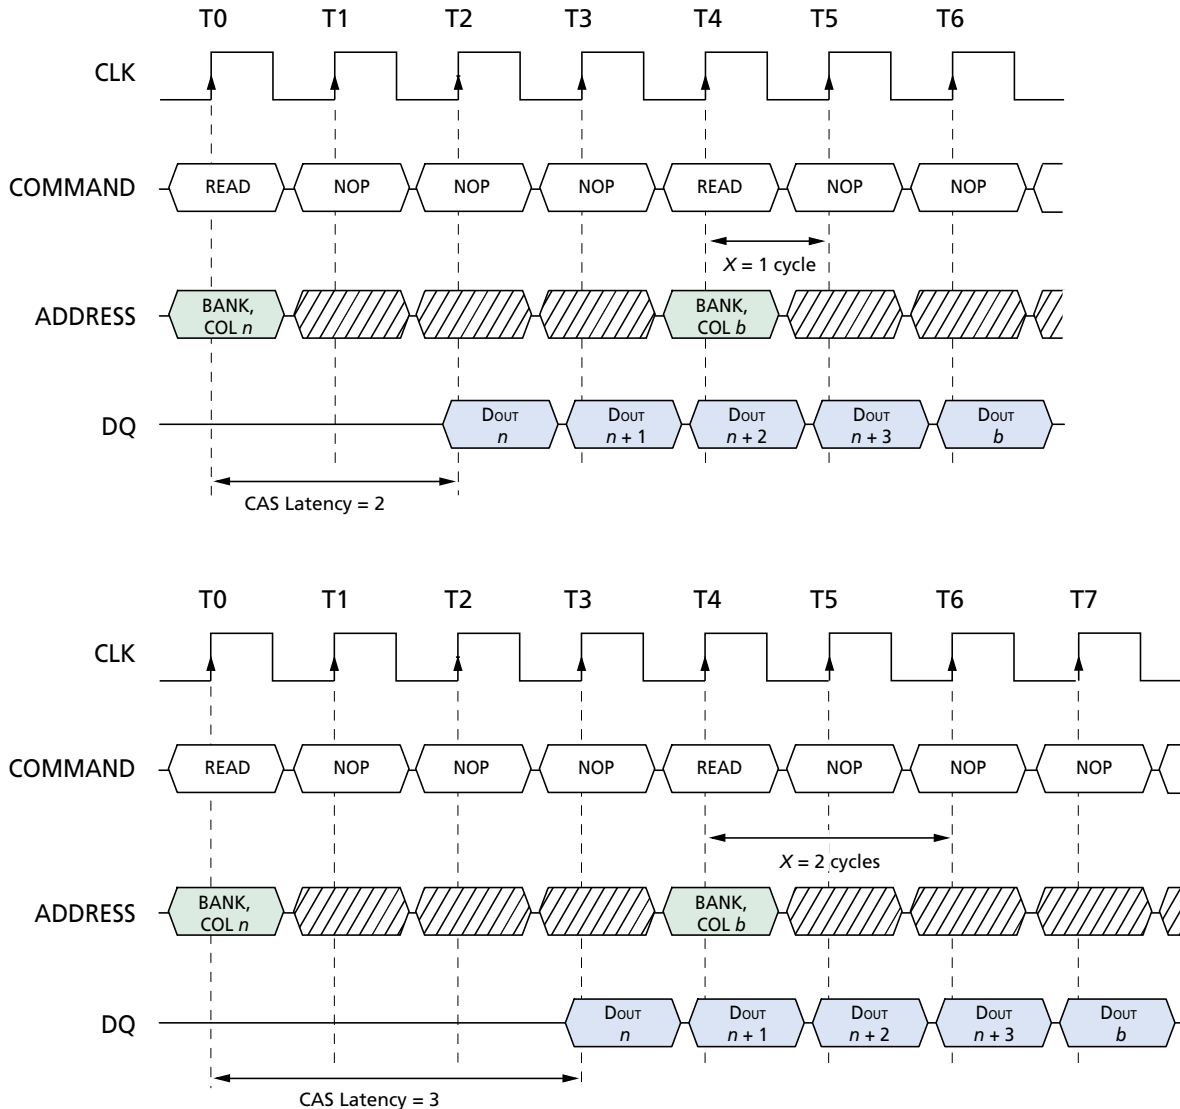 T0 T1 T2 T3 T4 T5 T6
CLK
COMMAND READ NOP NOP NOP READ NOP NOP
X = 1 cycle
ADDRESS BANK, COL n BANK, COL b
DQ DOUT n DOUT n + 1 DOUT n + 2 DOUT n + 3 DOUT b
CAS Latency = 2
T0 T1 T2 T3 T4 T5 T6 T7
CLK
COMMAND READ NOP NOP NOP READ NOP NOP NOP
X = 2 cycles
ADDRESS BANK, COL n BANK, COL b
DQ DOUT n DOUT n + 1 DOUT n + 2 DOUT n + 3 DOUT b
CAS Latency = 3